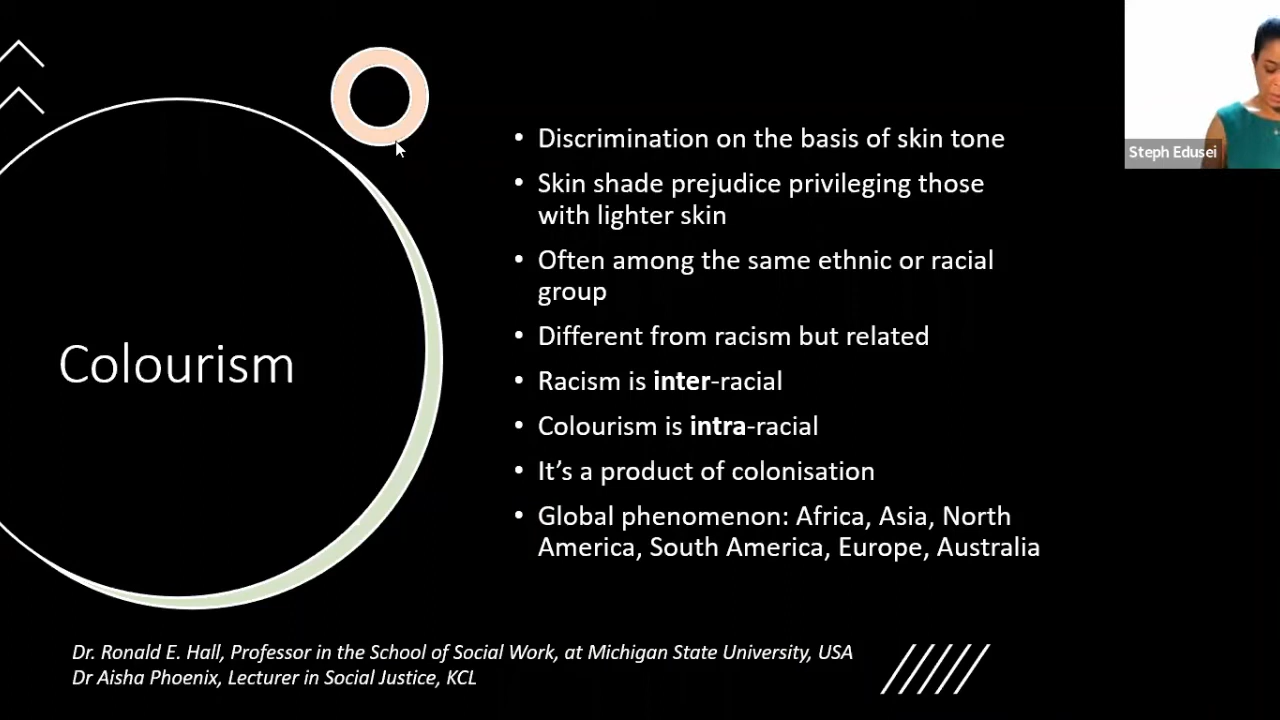 Colourism
• Discrimination on the basis of skin tone
• Skin shade prejudice privileging those
with lighter skin
• Often among the same ethnic or racial
group
• Different from racism but related
• Racism is inter-racial
• Colourism is intra-racial
• It's a product of colonisation
• Global phenomenon: Africa, Asia, North
America, South America, Europe, Australia
Dr. Ronald E. Hall, Professor in the School of Social Work, at Michigan State University, USA
Dr Aisha Phoenix, Lecturer in Social Justice, KCL
Steph Edusei